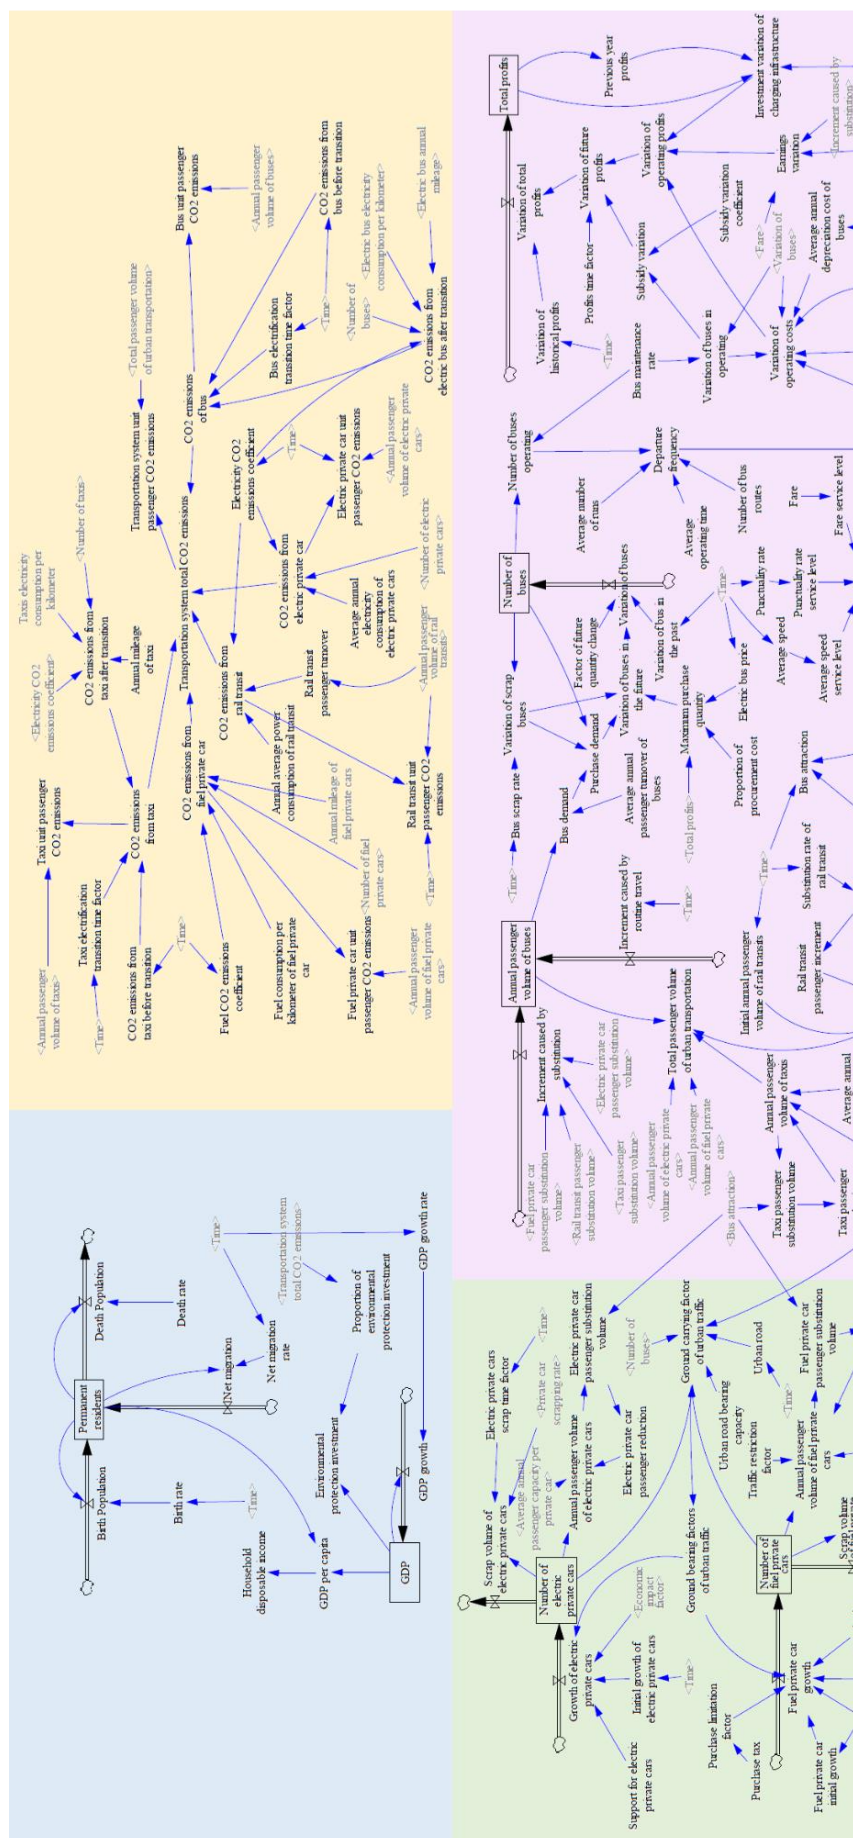 Birth Population
Permanent
residents
Death Population
Birth rate
Death rate
<Time>
Net migration
Net migration
rate
<Time>
Household
disposable income
GDP per capita
Environmental
protection investment
<Transportation system
total CO2 emissions>
Proportion of
environmental
protection investment
GDP
GDP growth
GDP growth rate
<Annual passenger
volume of taxis>
Taxi unit passenger
CO2 emissions
<Electricity CO2
emissions coefficient>
Taxis electricity
consumption per
kilometer
<Number of taxis>
<Time>
Taxi electrification
transition time factor
CO2 emissions from
taxi after transition
Annual mileage
of taxi
CO2 emissions from
taxi before transition
CO2 emissions
from taxi
Transportation system unit
passenger CO2 emissions
<Total passenger volume
of urban transportation>
Bus unit passenger
CO2 emissions
<Annual passenger
volume of buses>
<Time>
Fuel CO2 emissions
coefficient
CO2 emissions from
fuel private car
Transportation system total CO2 emissions
CO2 emissions
of bus
Fuel consumption per
kilometer of fuel private
car
CO2 emissions from
rail transit
Electricity CO2
emissions coefficient
Bus electrification
transition time factor
<Time>
CO2 emissions from
bus before transition
Annual average power
consumption of rail transit
Rail transit
passenger turnover
CO2 emissions from
electric private car
<Time>
<Number of
buses>
<Electric bus electricity
consumption per kilometer>
Fuel private car unit
passenger CO2 emissions
<Number of fuel
private cars>
Annual mileage of
fuel private cars
Average annual
electricity
consumption of
electric private cars
Electric private car unit
passenger CO2 emissions
<Electric bus annual
mileage>
<Annual passenger
volume of fuel private
cars>
<Time>
Rail transit unit
passenger CO2
emissions
<Annual passenger
volume of rail
transits>
<Number of electric
private cars>
<Annual passenger
volume of electric private
cars>
CO2 emissions from
electric bus after transition
Scrap volume of
electric private cars
Electric private cars
scrap time factor
<Time>
Growth of electric
private cars
Number of
electric
private cars
<Average annual
passenger capacity per
private car>
<Private car
scrapping rate>
Annual passenger volume
of electric private cars
Electric private car
passenger substitution
volume
Support for electric
private cars
Initial growth of
electric private cars
<Economic
impact
factor>
Electric private car
passenger reduction
<Number of
buses>
<Time>
Ground bearing factors
of urban traffic
Ground carrying factor
of urban traffic
Urban road bearing
capacity
Urban road
<Time>
Purchase limitation
factor
Purchase tax
Number of
fuel private
cars
Traffic restriction
factor
Annual passenger
volume of fuel private
cars
Fuel private car
passenger substitution
volume
Fuel private car
initial growth
Fuel private car
growth
Scrap volume
<Fuel private car
passenger substitution
volume>
Increment caused by
substitution
Annual passenger
volume of buses
<Time>
Bus scrap rate
Variation of scrap
buses
Number of
buses
Number of buses
operating
Variation of
historical profits
Variation of total
profits
Total profits
Previous year
profits
<Rail transit passenger
substitution volume>
<Taxi passenger
substitution volume>
<Electric private car
passenger substitution
volume>
Bus demand
Purchase demand
Average number
of runs
<Time>
Profits time factor
Variation of future
profits
<Annual passenger
volume of electric private
cars>
Total passenger volume
of urban transportation
Increment caused by
routine travel
Average annual
passenger turnover of
buses
Variation of buses in
the future
Factor of future
quantity change
Variation of buses
Departure
frequency
Bus maintenance
rate
Subsidy variation
Variation of
operating profits
<Annual passenger
volume of fuel private
cars>
<Time>
<Total profits>
Maximum purchase
quantity
Variation of bus in
the past
Average
operating time
Number of bus
routes
Variation of buses in
operating
Subsidy variation
coefficient
Investment variation of
charging infrastructure
<Bus attraction>
Initial annual passenger
volume of rail transits
<Time>
Proportion of
procurement cost
Electric bus price
<Time>
Punctuality rate
Fare
Variation of
operating costs
<Fare>
<Variation of
buses>
Earnings
variation
Annual passenger
volume of taxis
Taxi passenger
substitution volume
Rail transit
passenger increment
Substitution rate of
rail transit
Bus attraction
Average speed
Average speed
service level
Punctuality rate
service level
Fare service level
Average annual
depreciation cost of
buses
<Increment caused by
substitution>
Taxi passenger
Average annual